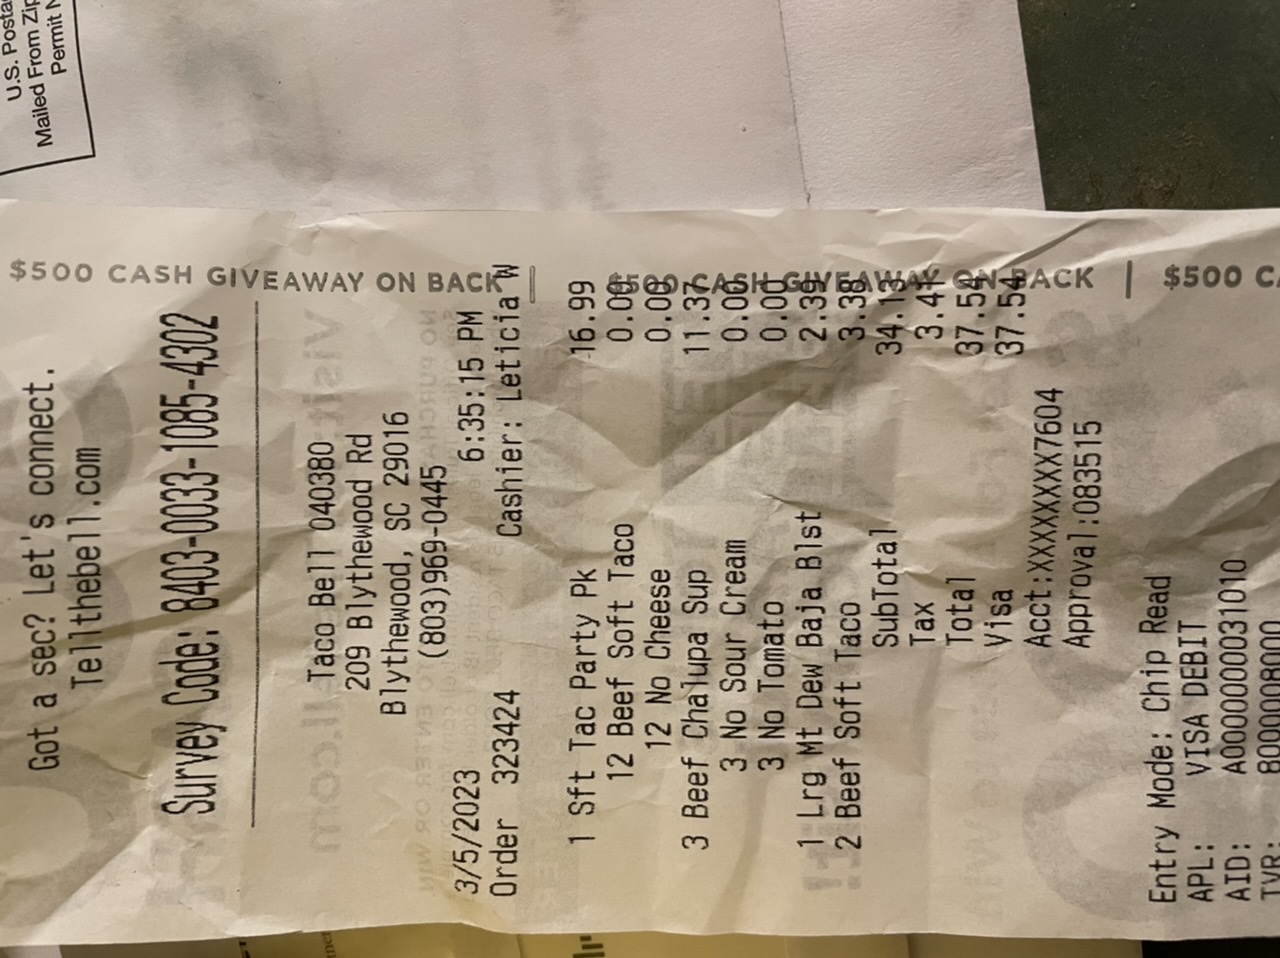 U.S. Posta
Mailed From Zip
Permit N
$500 CASH GIVEAWAY ON BACK | $500 CASH GIVEAWAY ON BACK | $500 CA
Got a sec? Let's connect.
Tellthebell.com
Survey Code: 8403-0033-1085-4302
Taco Bell 040380
209 Blythewood Rd
Blythewood, SC 29016
(803)969-0445
3/5/2023 6:35:15 PM
Order 323424 Cashier: Leticia W
1 Sft Tac Party Pk 16.99
12 Beef Soft Taco 0.00
12 No Cheese 0.00
3 Beef Chalupa Sup 11.37
3 No Sour Cream 0.00
3 No Tomato 0.00
1 Lrg Mt Dew Baja Blst 2.39
2 Beef Soft Taco 3.38
SubTotal 34.13
Tax 3.41
Total 37.54
Visa 37.54
Acct:XXXXXXXX7604
Approval:083515
Entry Mode: Chip Read
APL: VISA DEBIT
AID: A0000000031010
TVR: 8000008000